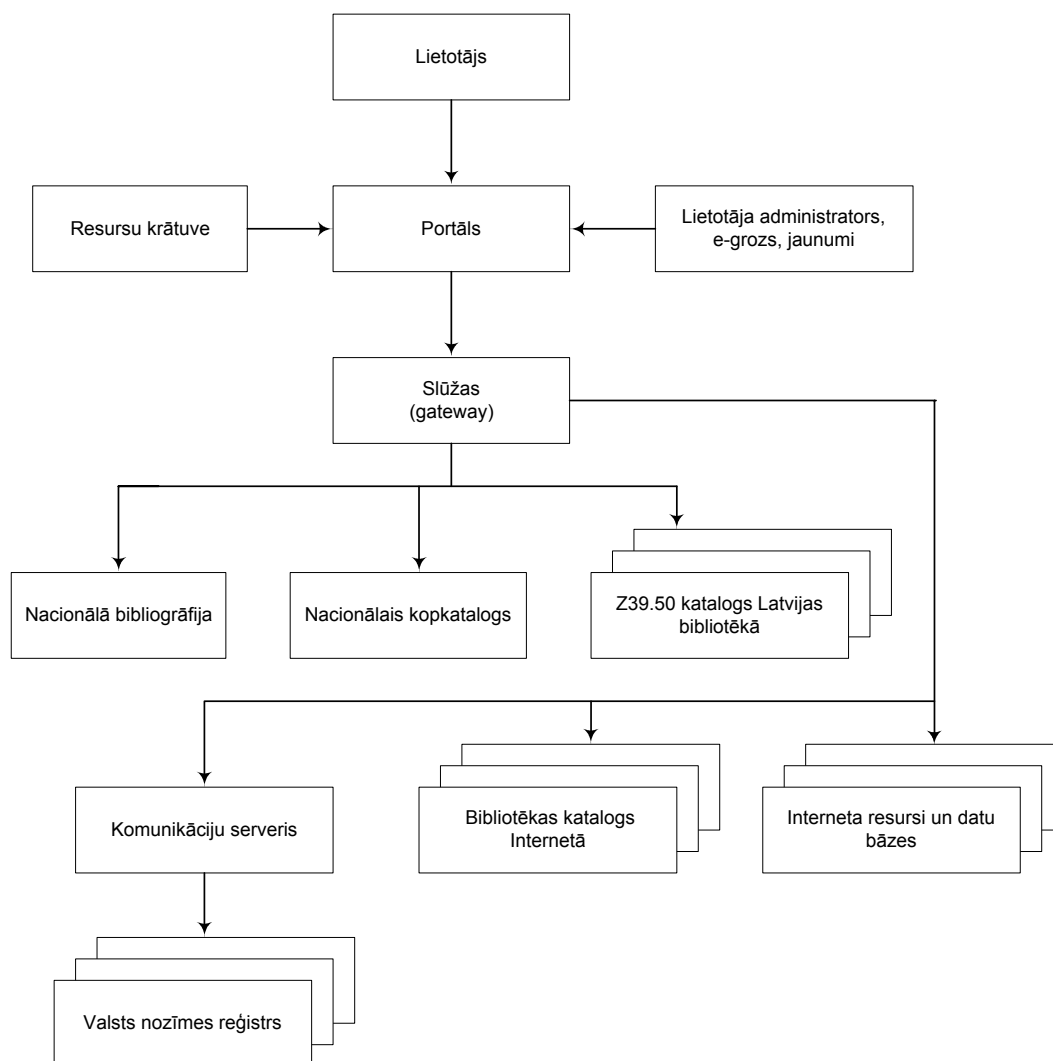 Lietotājs
Resursu krātuve
Portāls
Lietotāja administrators,
e-grozs, jaunumi
Slūžas
(gateway)
Nacionālā bibliogrāfija
Nacionālais kopkatalogs
Z39.50 katalogs Latvijas
bibliotēkā
Komunikāciju serveris
Bibliotēkas katalogs
Internetā
Interneta resursi un datu
bāzes
Valsts nozīmes reģistrs